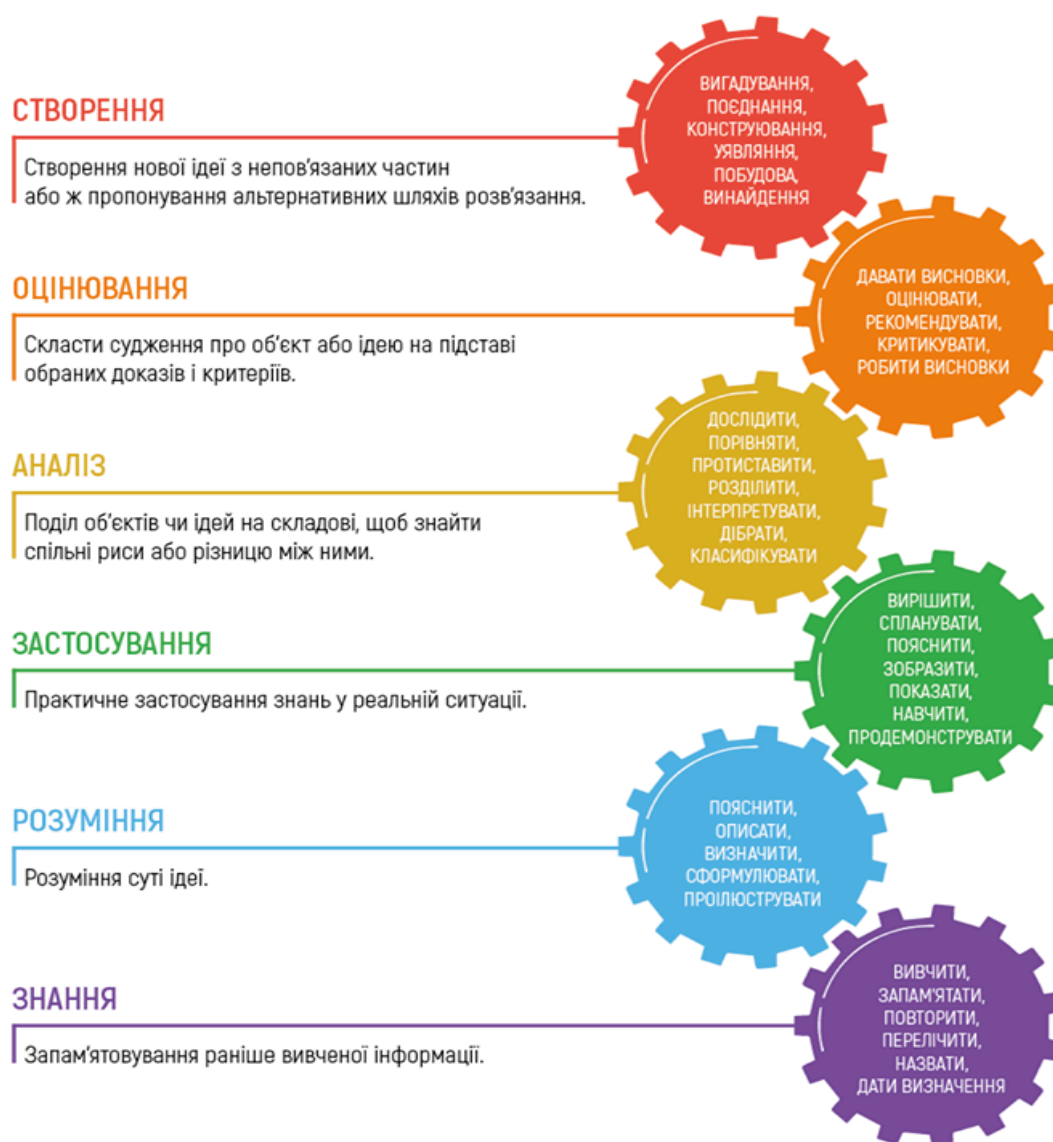 СТВОРЕННЯ
Створення нової ідеї з непов'язаних частин
або ж пропонування альтернативних шляхів розв'язання.
ВИГАДУВАННЯ,
ПОЄДНАННЯ,
КОНСТРУЮВАННЯ,
УЯВЛЯННЯ,
ПОБУДОВА,
ВИНАЙДЕННЯ
ОЦІНЮВАННЯ
Скласти судження про об'єкт або ідею на підставі
обраних доказів і критеріїв.
ДАВАТИ ВИСНОВКИ,
ОЦІНЮВАТИ,
РЕКОМЕНДУВАТИ,
КРИТИКУВАТИ,
РОБИТИ ВИСНОВКИ
АНАЛІЗ
Поділ об'єктів чи ідей на складові, щоб знайти
спільні риси або різницю між ними.
ДОСЛІДИТИ,
ПОРІВНЯТИ,
ПРОТИСТАВИТИ,
РОЗДІЛИТИ,
ІНТЕРПРЕТУВАТИ,
ДІБРАТИ,
КЛАСИФІКУВАТИ
ЗАСТОСУВАННЯ
Практичне застосування знань у реальній ситуації.
ВИРІШИТИ,
СПЛАНУВАТИ,
ПОЯСНИТИ,
ЗОБРАЗИТИ,
ПОКАЗАТИ,
НАВЧИТИ,
ПРОДЕМОНСТРУВАТИ
РОЗУМІННЯ
Розуміння суті ідеї.
ПОЯСНИТИ,
ОПИСАТИ,
ВИЗНАЧИТИ,
СФОРМУЛЮВАТИ,
ПРОІЛЮСТРУВАТИ
ЗНАННЯ
Запам'ятовування раніше вивченої інформації.
ВИВЧИТИ,
ЗАПАМ'ЯТАТИ,
ПОВТОРИТИ,
ПЕРЕЛІЧИТИ,
НАЗВАТИ,
ДАТИ ВИЗНАЧЕННЯ